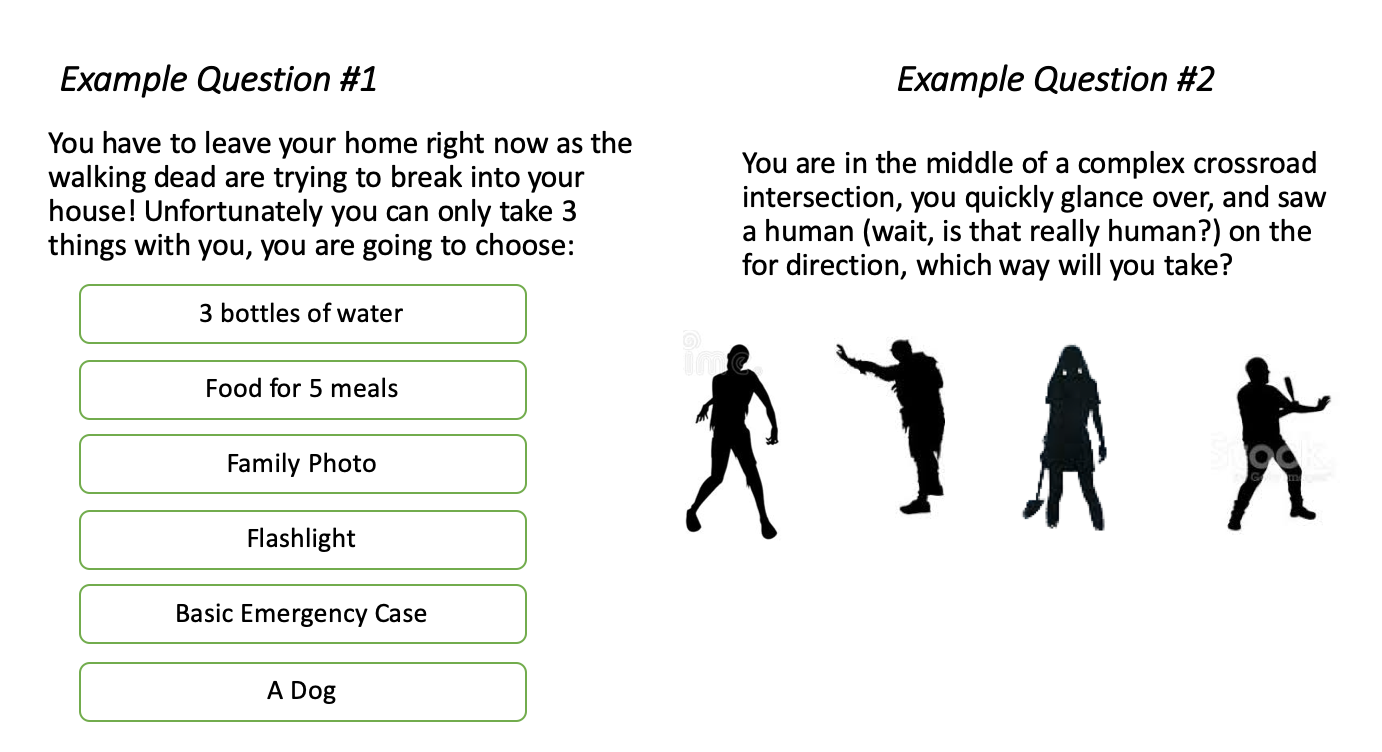 Example Question #1
You have to leave your home right now as the
walking dead are trying to break into your
house! Unfortunately you can only take 3
things with you, you are going to choose:
3 bottles of water
Food for 5 meals
Family Photo
Flashlight
Basic Emergency Case
A Dog
Example Question #2
You are in the middle of a complex crossroad
intersection, you quickly glance over, and saw
a human (wait, is that really human?) on the
for direction, which way will you take?